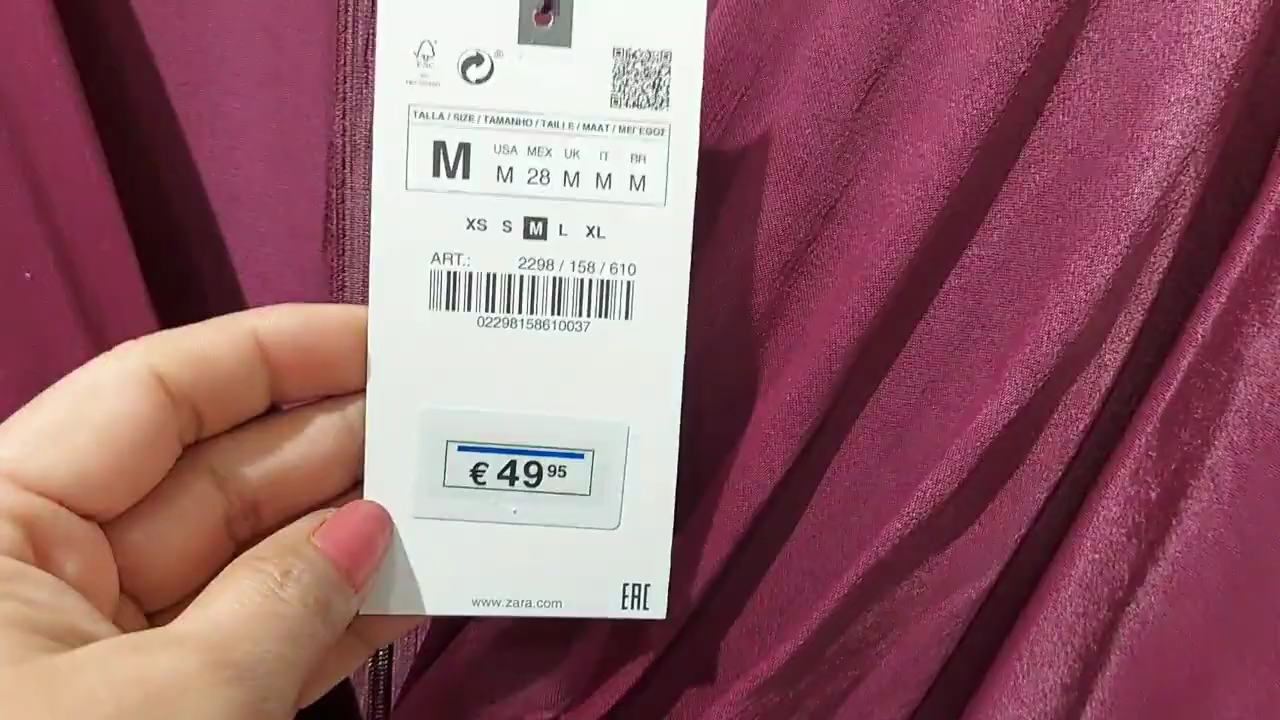 TALLA / SIZE / TAMANHO / TAILLE / MAAT /
USA MEX UK IT BR
M M 28 M M M
XS S M L XL
ART.: 2298 / 158 / 610
02298158610037
€ 49 95
www.zara.com
EAC